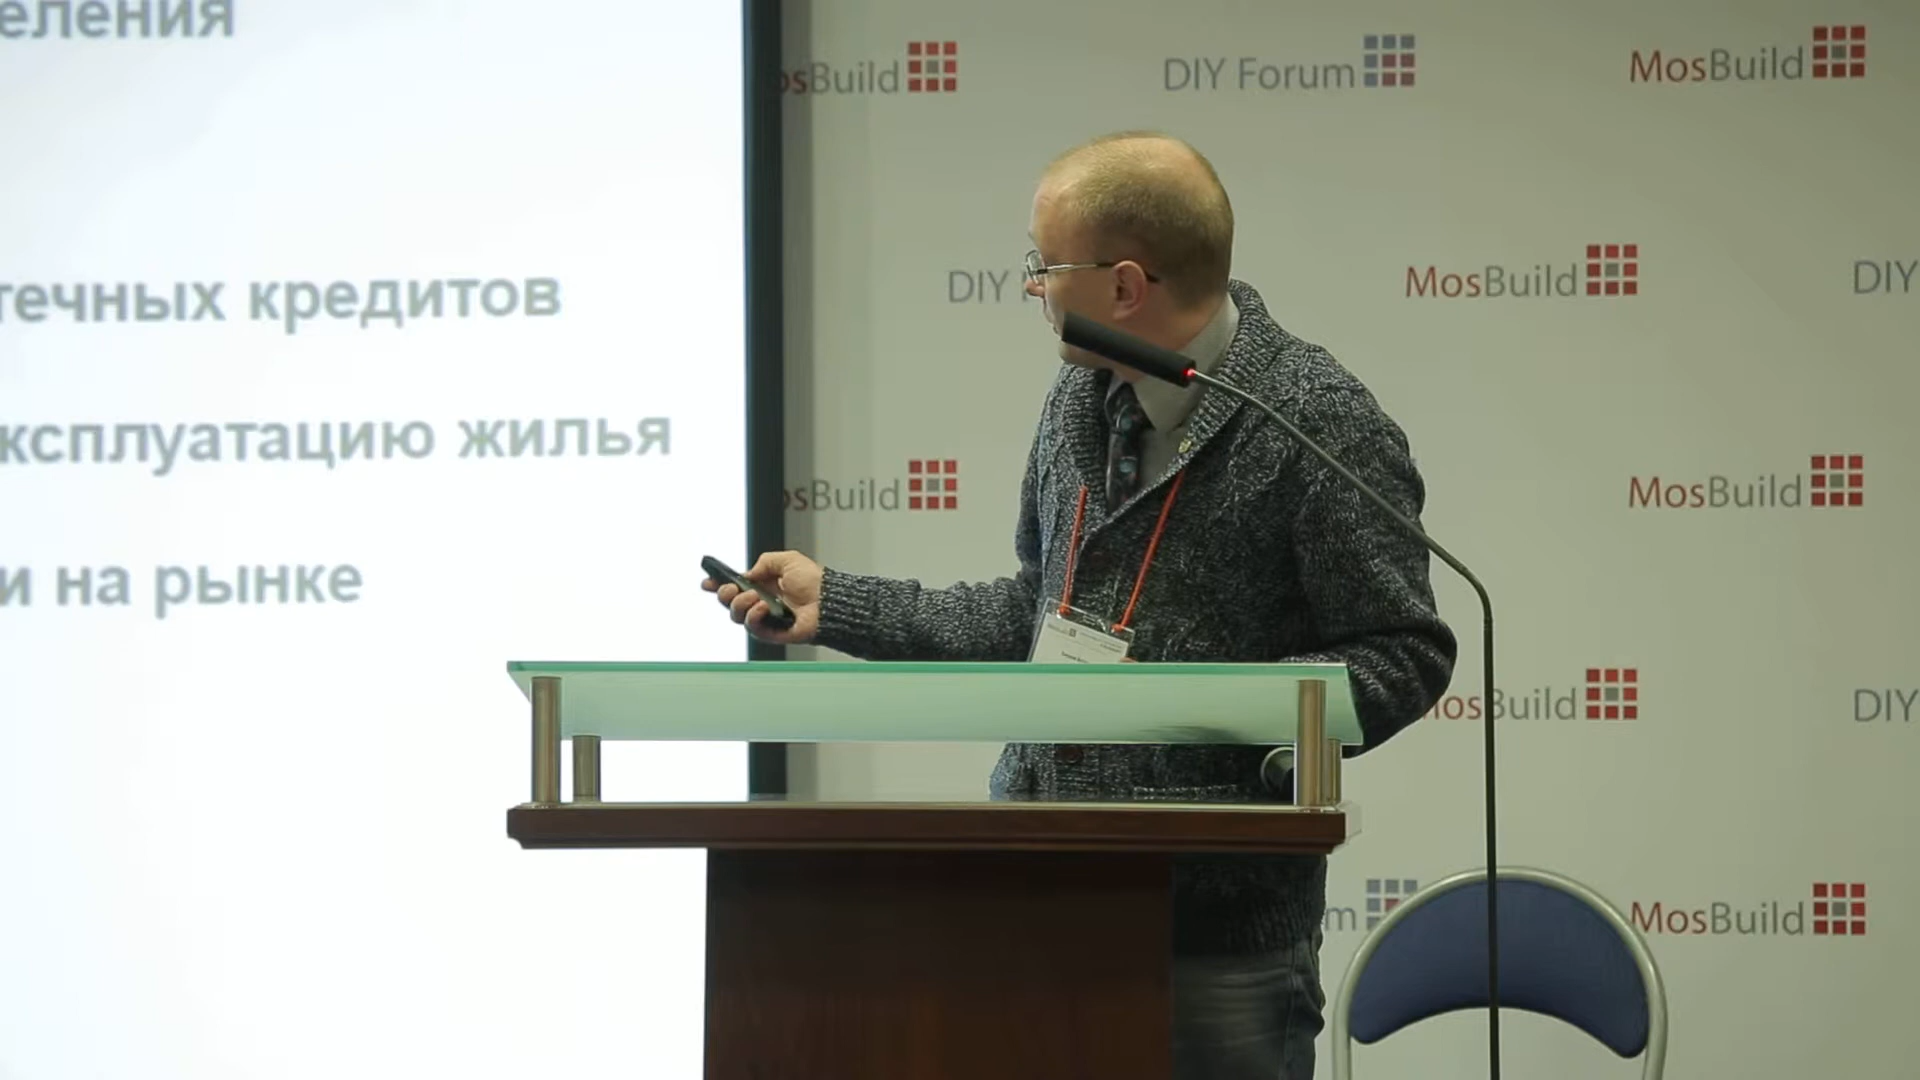 еления
течных кредитов
ксплуатацию жилья
и на рынке
osBuild
DIY Forum
MosBuild
DIY
MosBuild
DIY
osBuild
MosBuild
MosBuild
DIY
m
MosBuild